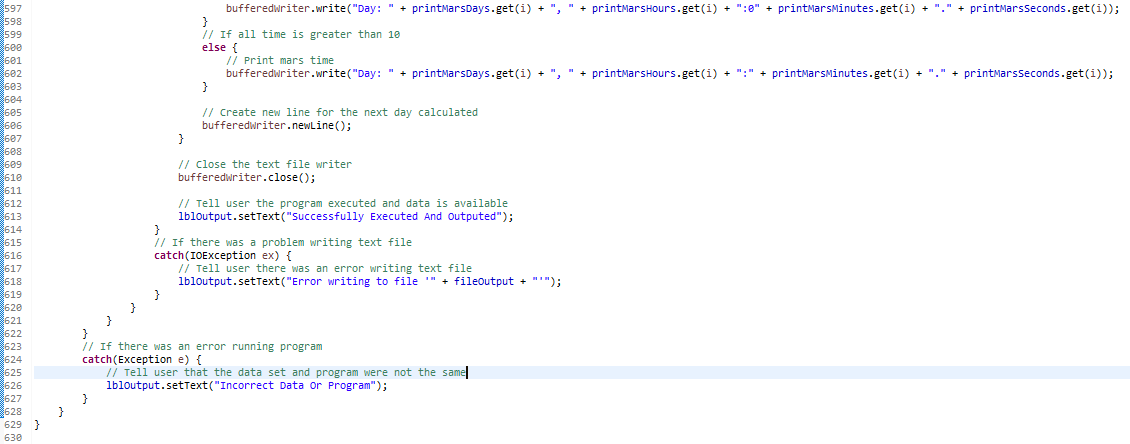 597 bufferedWriter.write("Day: " + printMarsDays.get(i) + ", " + printMarsHours.get(i) + ":0" + printMarsMinutes.get(i) + "." + printMarsSeconds.get(i));
598 }
599 // If all time is greater than 10
600 else {
601 // Print mars time
602 bufferedWriter.write("Day: " + printMarsDays.get(i) + ", " + printMarsHours.get(i) + ":" + printMarsMinutes.get(i) + "." + printMarsSeconds.get(i));
603 }
604
605 // Create new line for the next day calculated
606 bufferedWriter.newLine();
607 }
608
609 // Close the text file writer
610 bufferedWriter.close();
611
612 // Tell user the program executed and data is available
613 lblOutput.setText("Successfully Executed And Outputed");
614 }
615 // If there was a problem writing text file
616 catch(IOException ex) {
617 // Tell user there was an error writing text file
618 lblOutput.setText("Error writing to file '" + fileOutput + "'");
619 }
620 }
621 }
622 }
623 // If there was an error running program
624 catch(Exception e) {
625 // Tell user that the data set and program were not the same
626 lblOutput.setText("Incorrect Data Or Program");
627 }
628 }
629 }
630